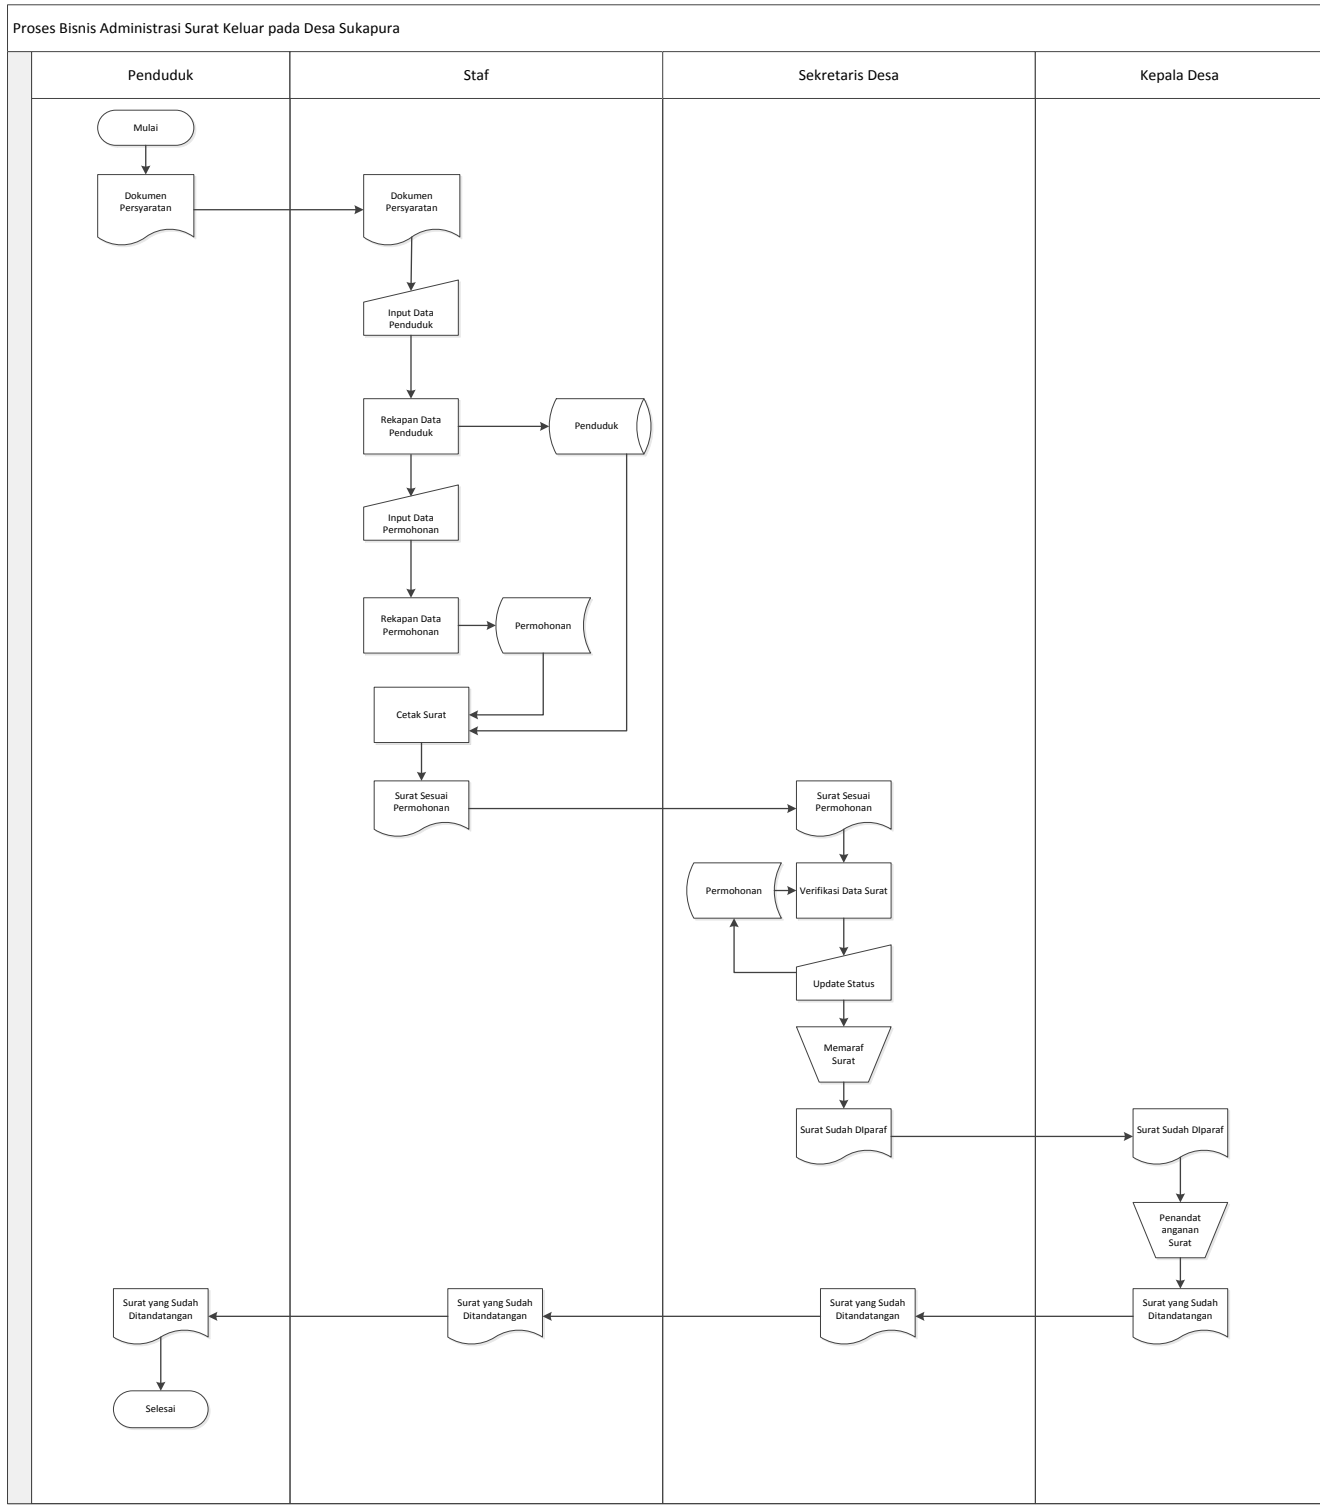 Proses Bisnis Administrasi Surat Keluar pada Desa Sukapura
Penduduk
Staf
Sekretaris Desa
Kepala Desa
Mulai
Dokumen
Persyaratan
Dokumen
Persyaratan
Input Data
Penduduk
Rekapan Data
Penduduk
Penduduk
Input Data
Permohonan
Rekapan Data
Permohonan
Permohonan
Cetak Surat
Surat Sesuai
Permohonan
Surat Sesuai
Permohonan
Permohonan
Verifikasi Data Surat
Update Status
Memaraf
Surat
Surat Sudah DIparaf
Surat Sudah DIparaf
Penandat
anganan
Surat
Surat yang Sudah
Ditandatangan
Surat yang Sudah
Ditandatangan
Surat yang Sudah
Ditandatangan
Surat yang Sudah
Ditandatangan
Selesai